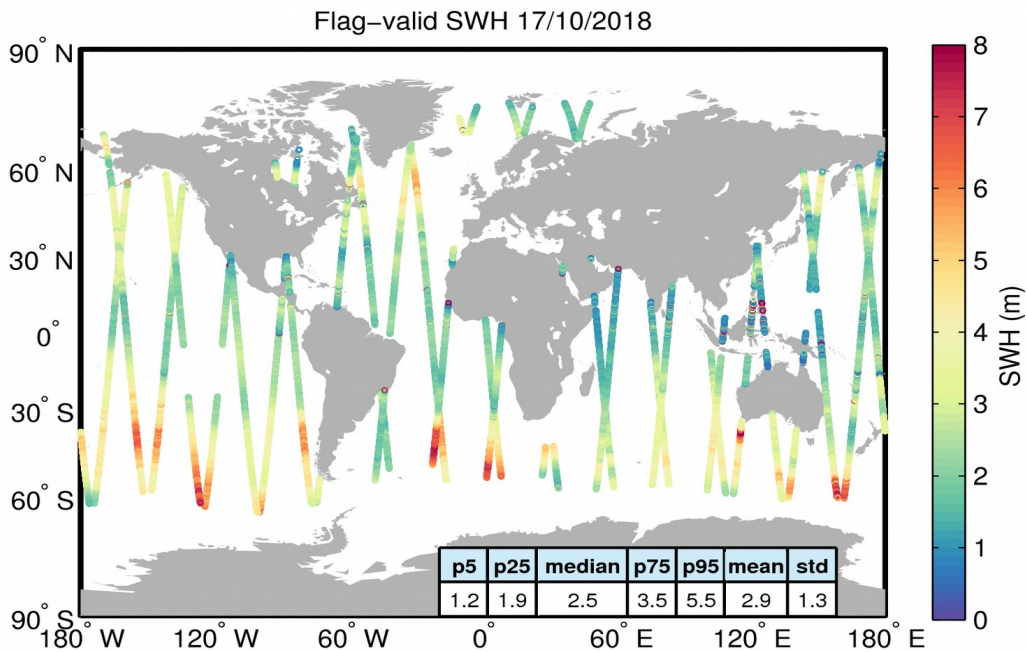 Flag−valid SWH 17/10/2018
90° N
60° N
30° N
0°
30° S
60° S
90° S
180° W
120° W
60° W
0°
60° E
120° E
180° E
p5 p25 median p75 p95 mean std
1.2 1.9 2.5 3.5 5.5 2.9 1.3
8
7
6
5
4
3
2
1
0
SWH (m)